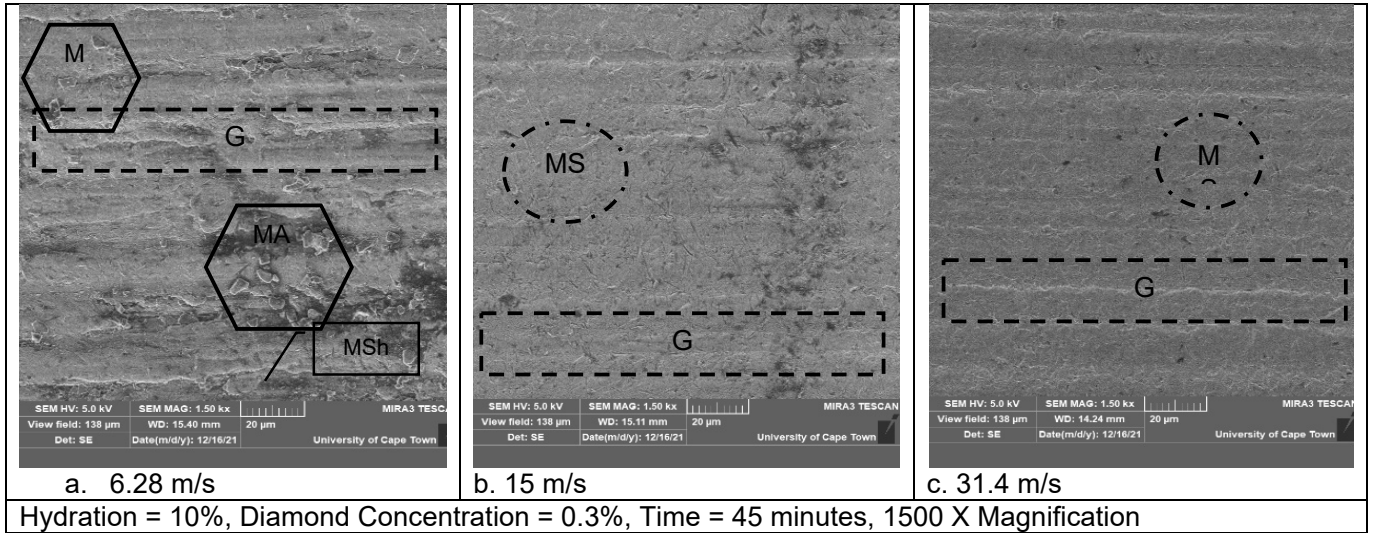 M
G
MA
MSh
SEM HV: 5.0 kV SEM MAG: 1.50 kx MIRA3 TESCA
View field: 138 µm WD: 15.40 mm 20 µm
Det: SE Date(m/d/y): 12/16/21 University of Cape Town
a. 6.28 m/s
MS
G
SEM HV: 5.0 kV SEM MAG: 1.50 kx MIRA3 TESCAN
View field: 138 µm WD: 15.11 mm 20 µm
Det: SE Date(m/d/y): 12/16/21 University of Cape Town
b. 15 m/s
M
G
SEM HV: 5.0 kV SEM MAG: 1.50 kx MIRA3 TESCAN
View field: 138 µm WD: 14.24 mm 20 µm
Det: SE Date(m/d/y): 12/16/21 University of Cape Town
c. 31.4 m/s
Hydration = 10%, Diamond Concentration = 0.3%, Time = 45 minutes, 1500 X Magnification